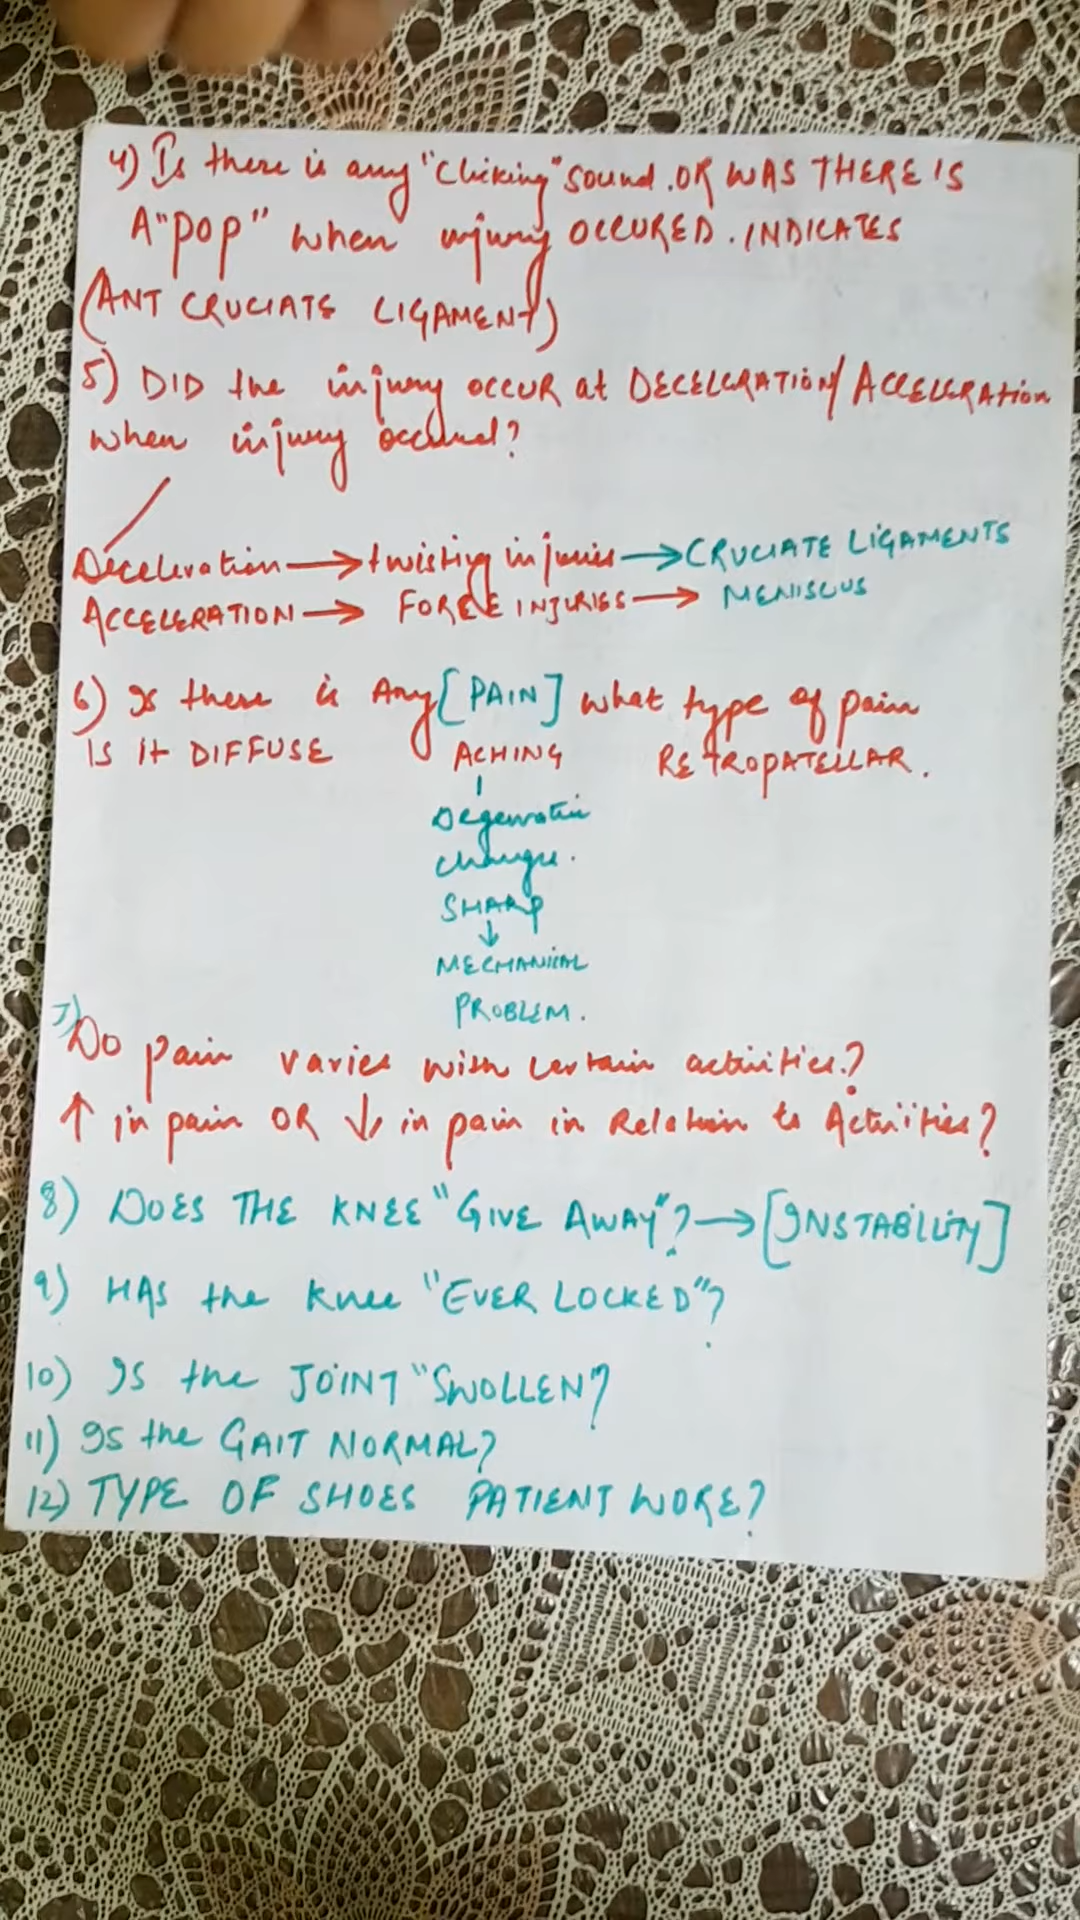 4) Is there is any "clicking" sound. OR WAS THERE IS
A "POP" when injury OCCURED. INDICATES
(ANT CRUCIATE LIGAMENT)
5) DID the injury OCCUR at DECELERATION/ACCELERATION
when injury occured?
Deceleration → twisting injuries → CRUCIATE LIGAMENTS
ACCELERATION → FORCE INJURIES → MENISCUS
6) Is there is Any [PAIN] what type of pain
IS It DIFFUSE ACHING RETROPATELLAR.
Degenerative
change.
SHARP
↓
MECHANICAL
PROBLEM.
7) Do pain varies with certain activities?
↑ in pain OR ↓ in pain in Relation to Activities?
8) DOES THE KNEE "GIVE AWAY"? → [INSTABILITY]
9) HAS the knee "EVER LOCKED"?
10) Is the JOINT "SWOLLEN?
11) Is the GAIT NORMAL?
12) TYPE OF SHOES PATIENT WORE?